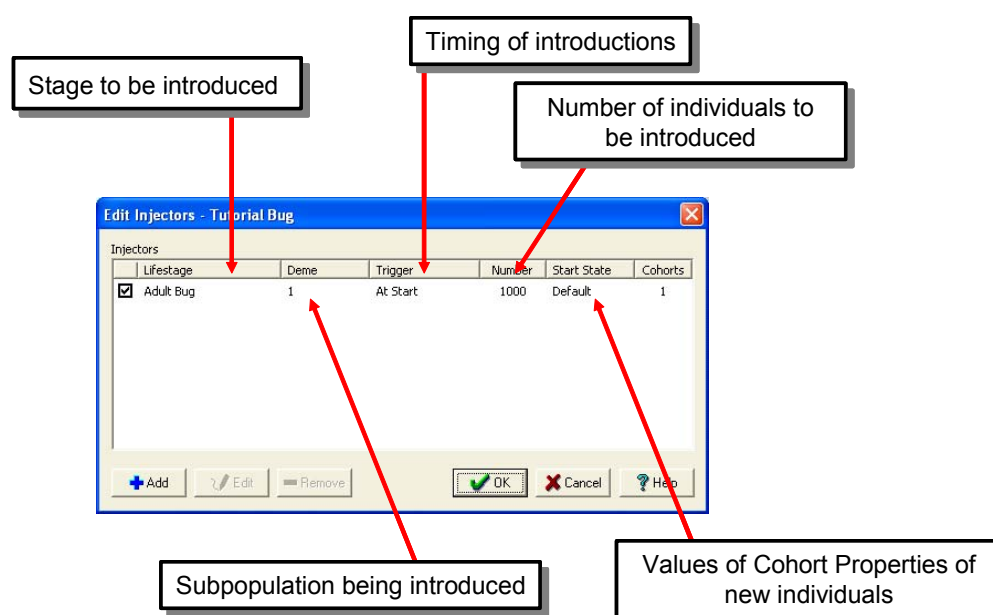 Timing of introductions
Stage to be introduced
Number of individuals to
be introduced
Edit Injectors - Tutorial Bug
Injectors
Lifestage Deme Trigger Number Start State Cohorts
Adult Bug 1 At Start 1000 Default 1
Add Edit Remove OK Cancel Help
Subpopulation being introduced
Values of Cohort Properties of
new individuals